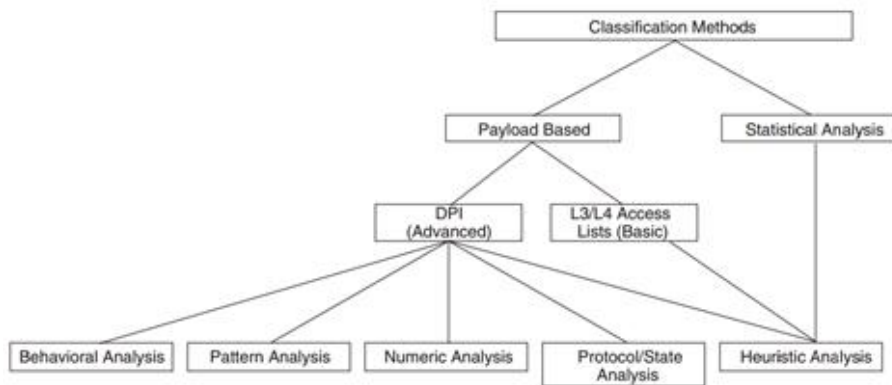 Classification Methods
Payload Based
Statistical Analysis
DPI
(Advanced)
L3/L4 Access
Lists (Basic)
Behavioral Analysis
Pattern Analysis
Numeric Analysis
Protocol/State
Analysis
Heuristic Analysis